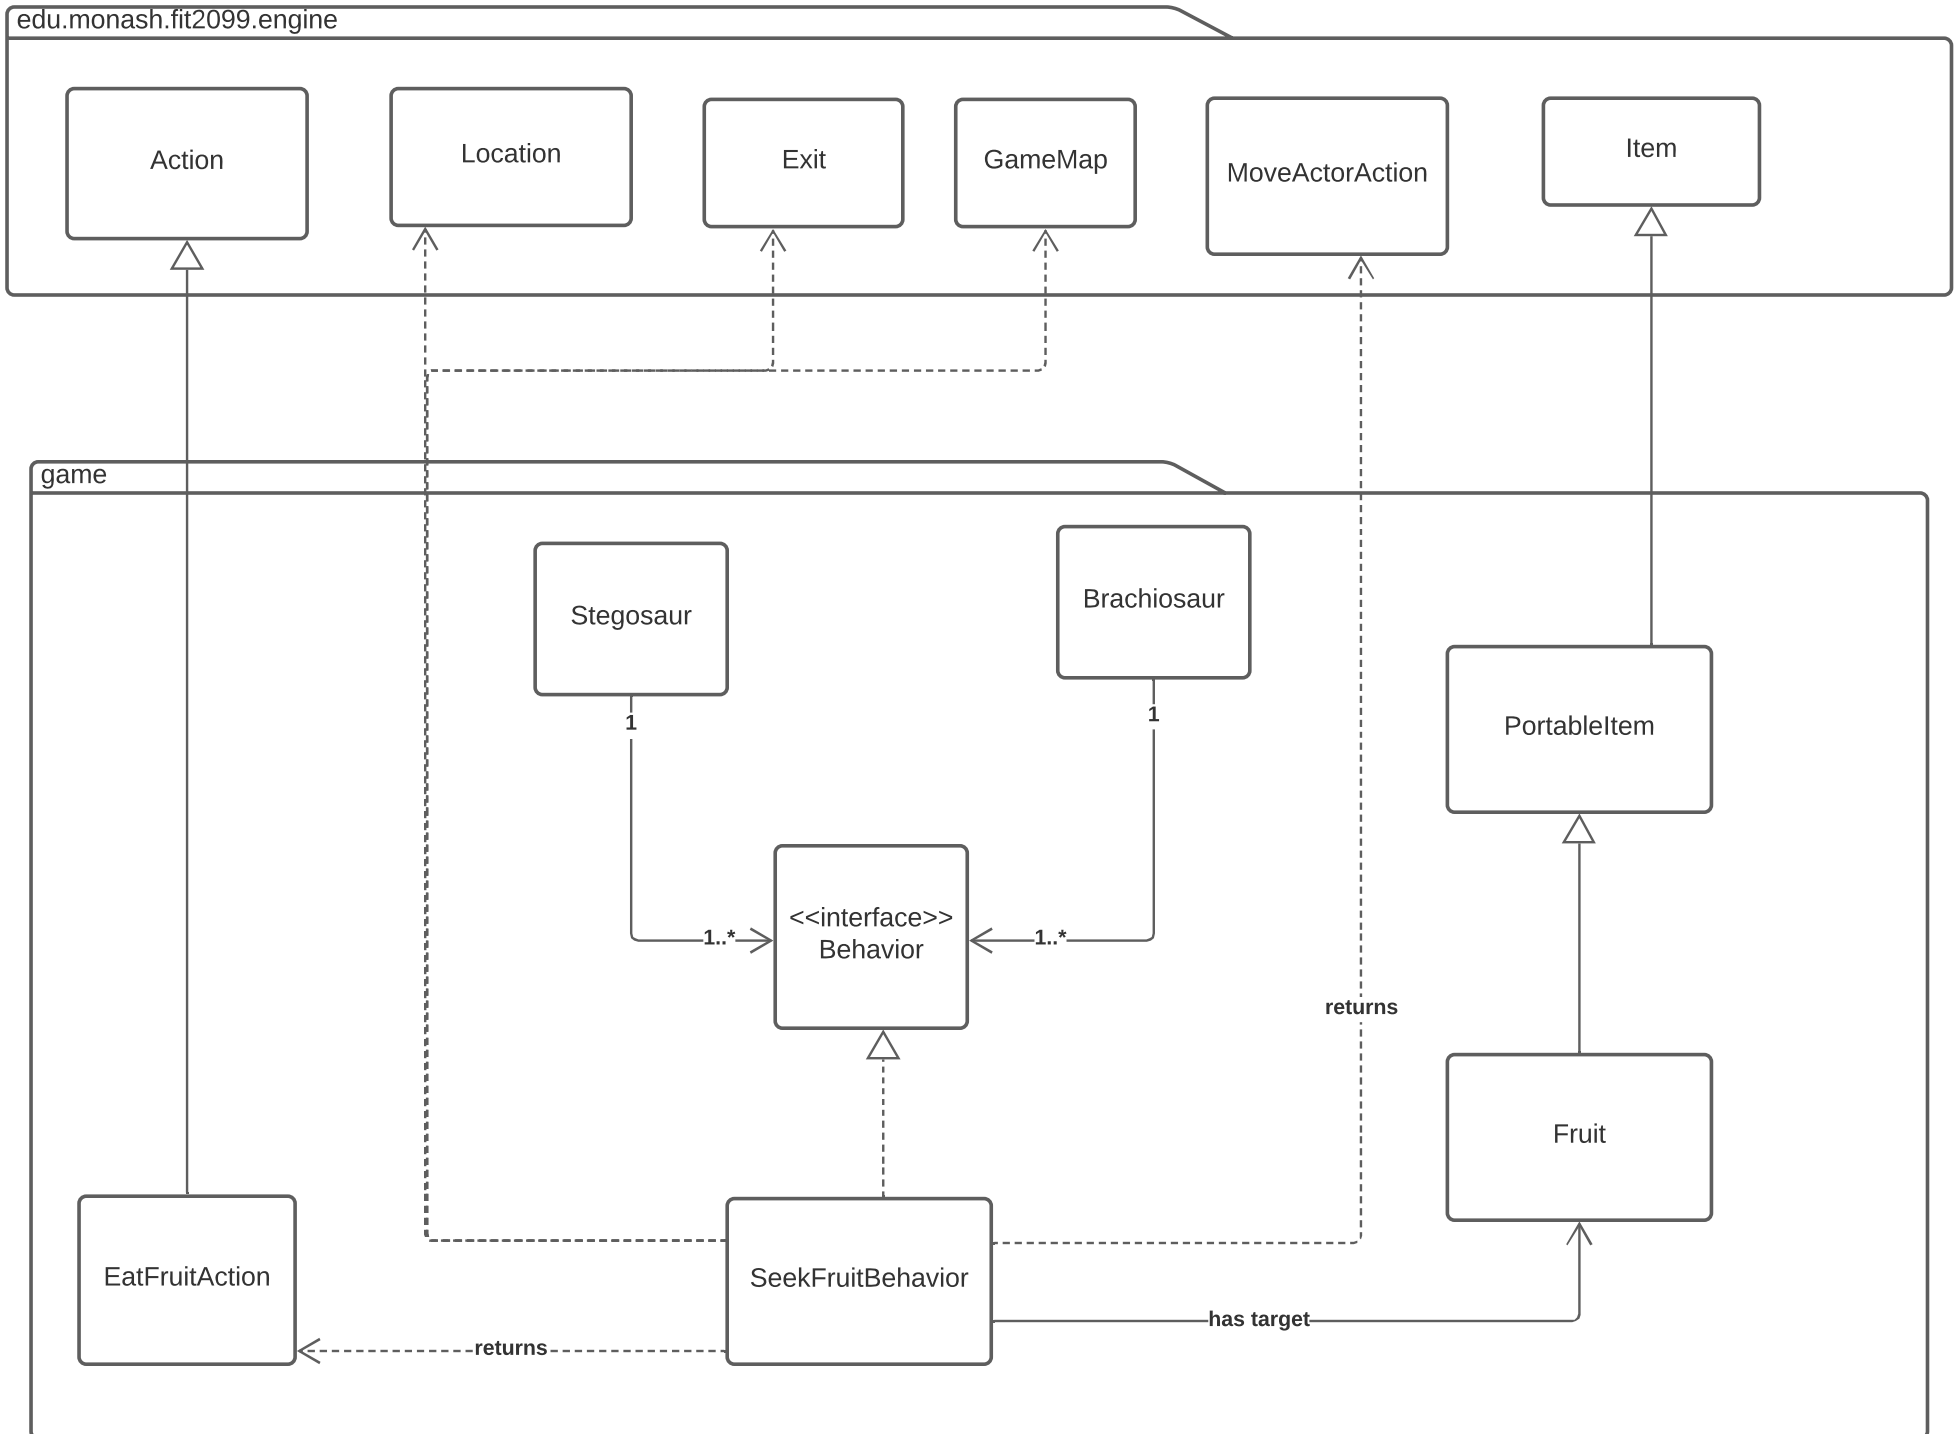 edu.monash.fit2099.engine
Action
Location
Exit
GameMap
MoveActorAction
Item
game
Stegosaur
Brachiosaur
1
1
PortableItem
<<interface>>
Behavior
1..*
1..*
returns
Fruit
EatFruitAction
SeekFruitBehavior
has target
returns